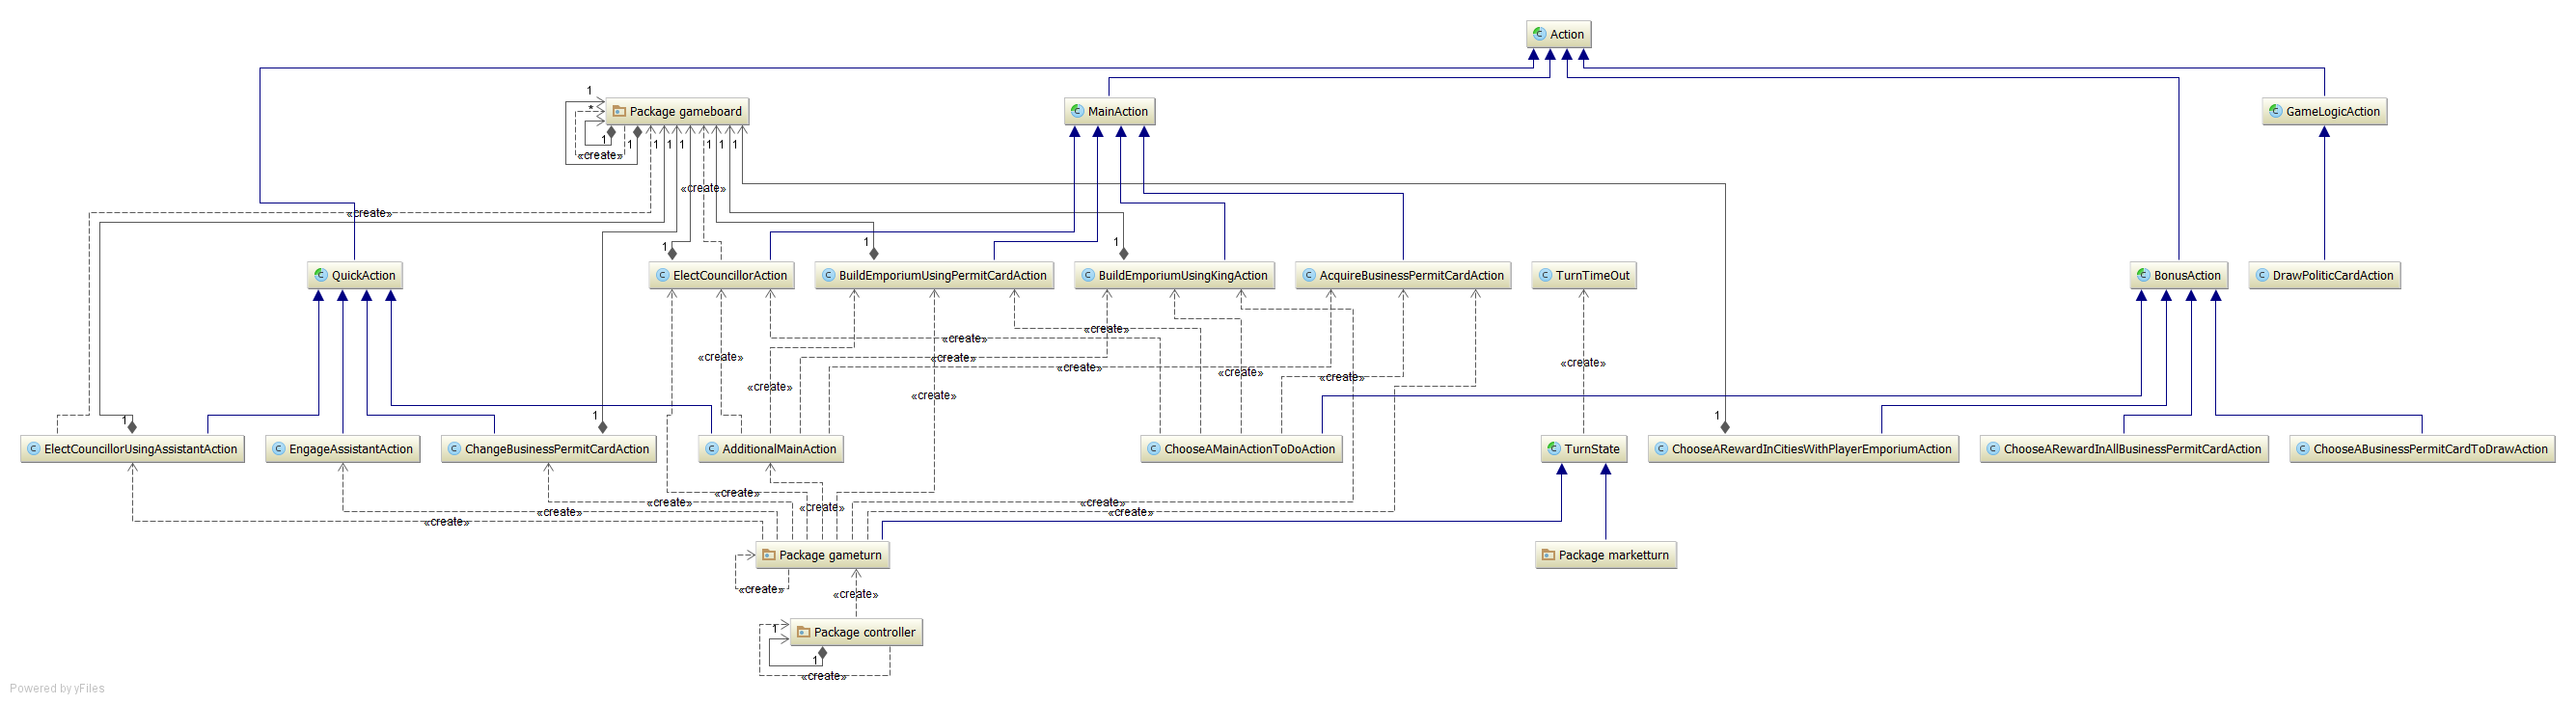 Action
1
Package gameboard
MainAction
GameLogicAction
*
1
1
1
1
1
1
1
1
«create»
«create»
«create»
1
1
1
QuickAction
ElectCouncillorAction
BuildEmporiumUsingPermitCardAction
BuildEmporiumUsingKingAction
AcquireBusinessPermitCardAction
TurnTimeOut
BonusAction
DrawPoliticCardAction
«create»
«create»
«create»
«create»
«create»
«create»
«create»
«create»
«create»
«create»
1
1
1
ElectCouncillorUsingAssistantAction
EngageAssistantAction
ChangeBusinessPermitCardAction
AdditionalMainAction
ChooseAMainActionToDoAction
TurnState
ChooseARewardInCitiesWithPlayerEmporiumAction
ChooseARewardInAllBusinessPermitCardAction
ChooseABusinessPermitCardToDrawAction
«create»
«create»
«create»
«create»
«create»
«create»
«create»
Package gameturn
Package marketturn
«create»
«create»
1
Package controller
1
«create»
Powered by yFiles